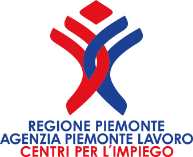 REGIONE PIEMONTE
AGENZIA PIEMONTE LAVORO
CENTRI PER L'IMPIEGO